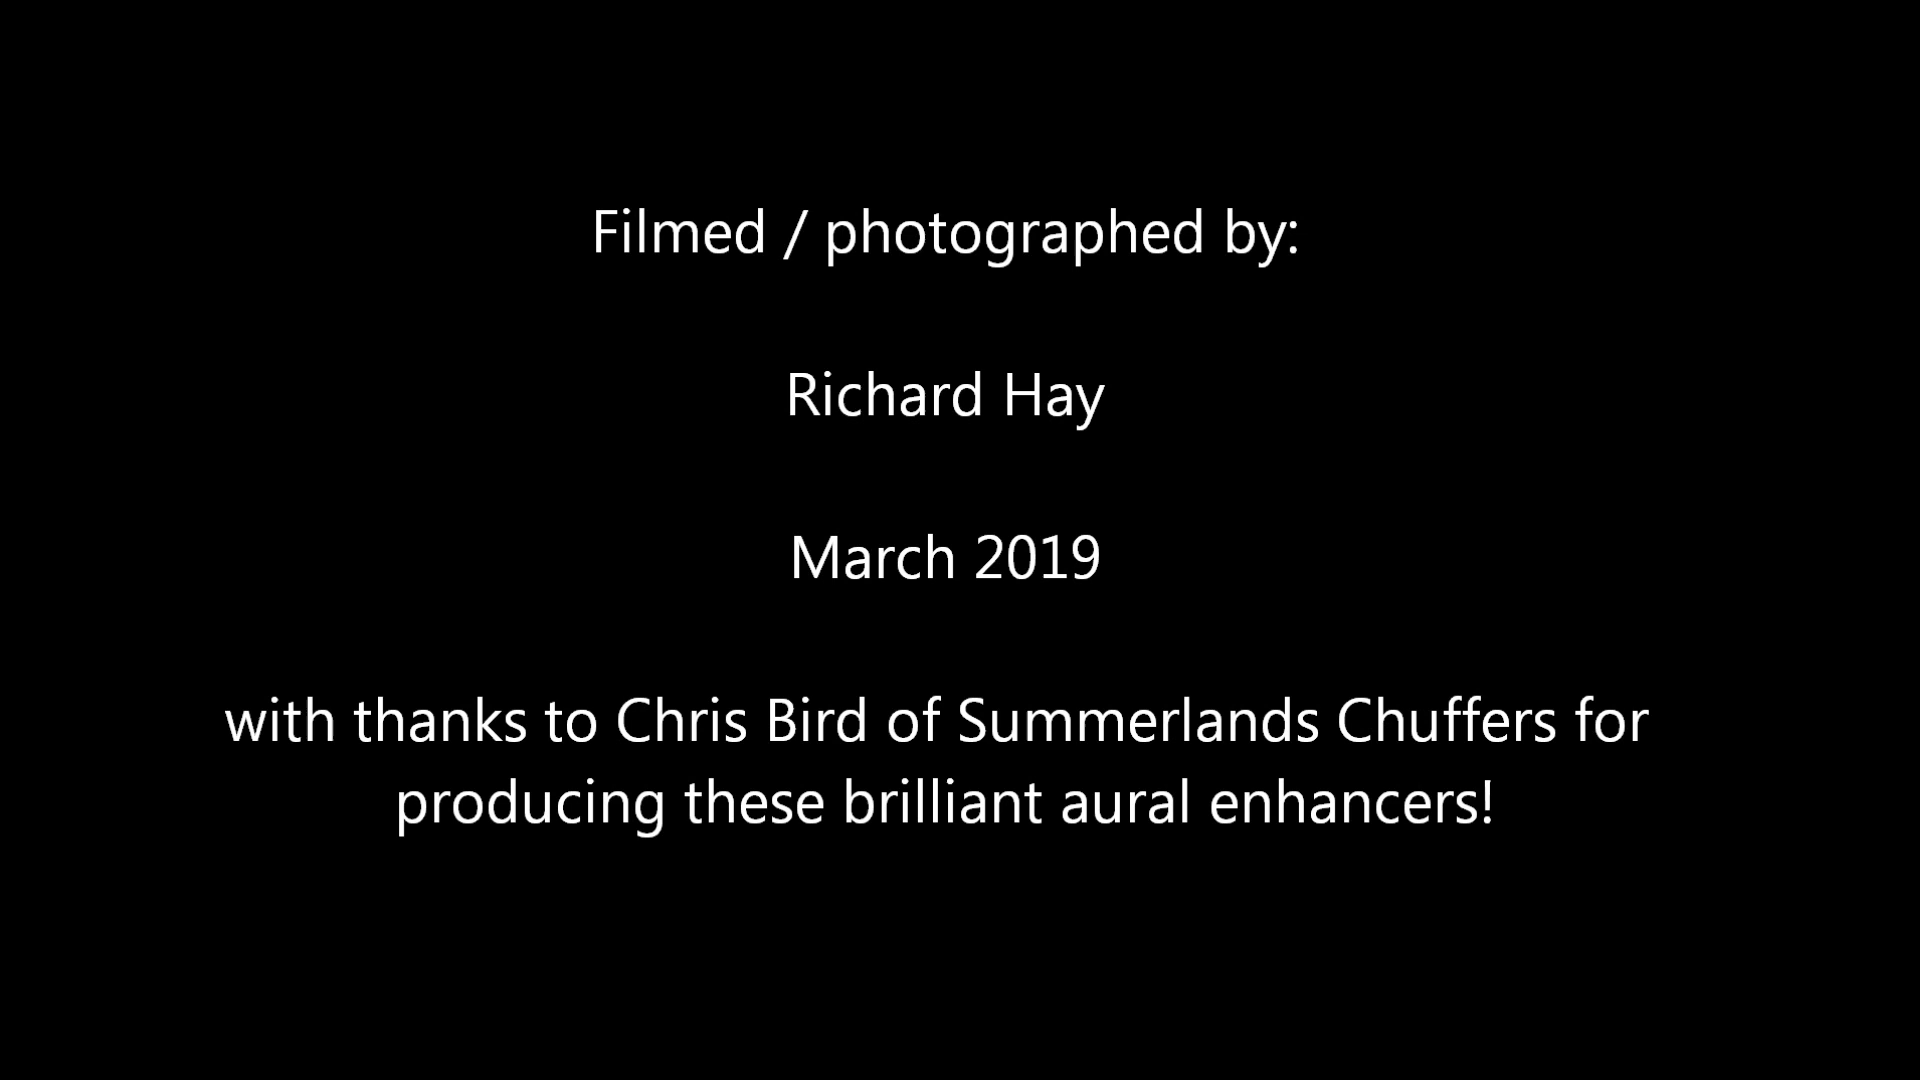 Filmed / photographed by:
Richard Hay
March 2019
with thanks to Chris Bird of Summerlands Chuffers for
producing these brilliant aural enhancers!